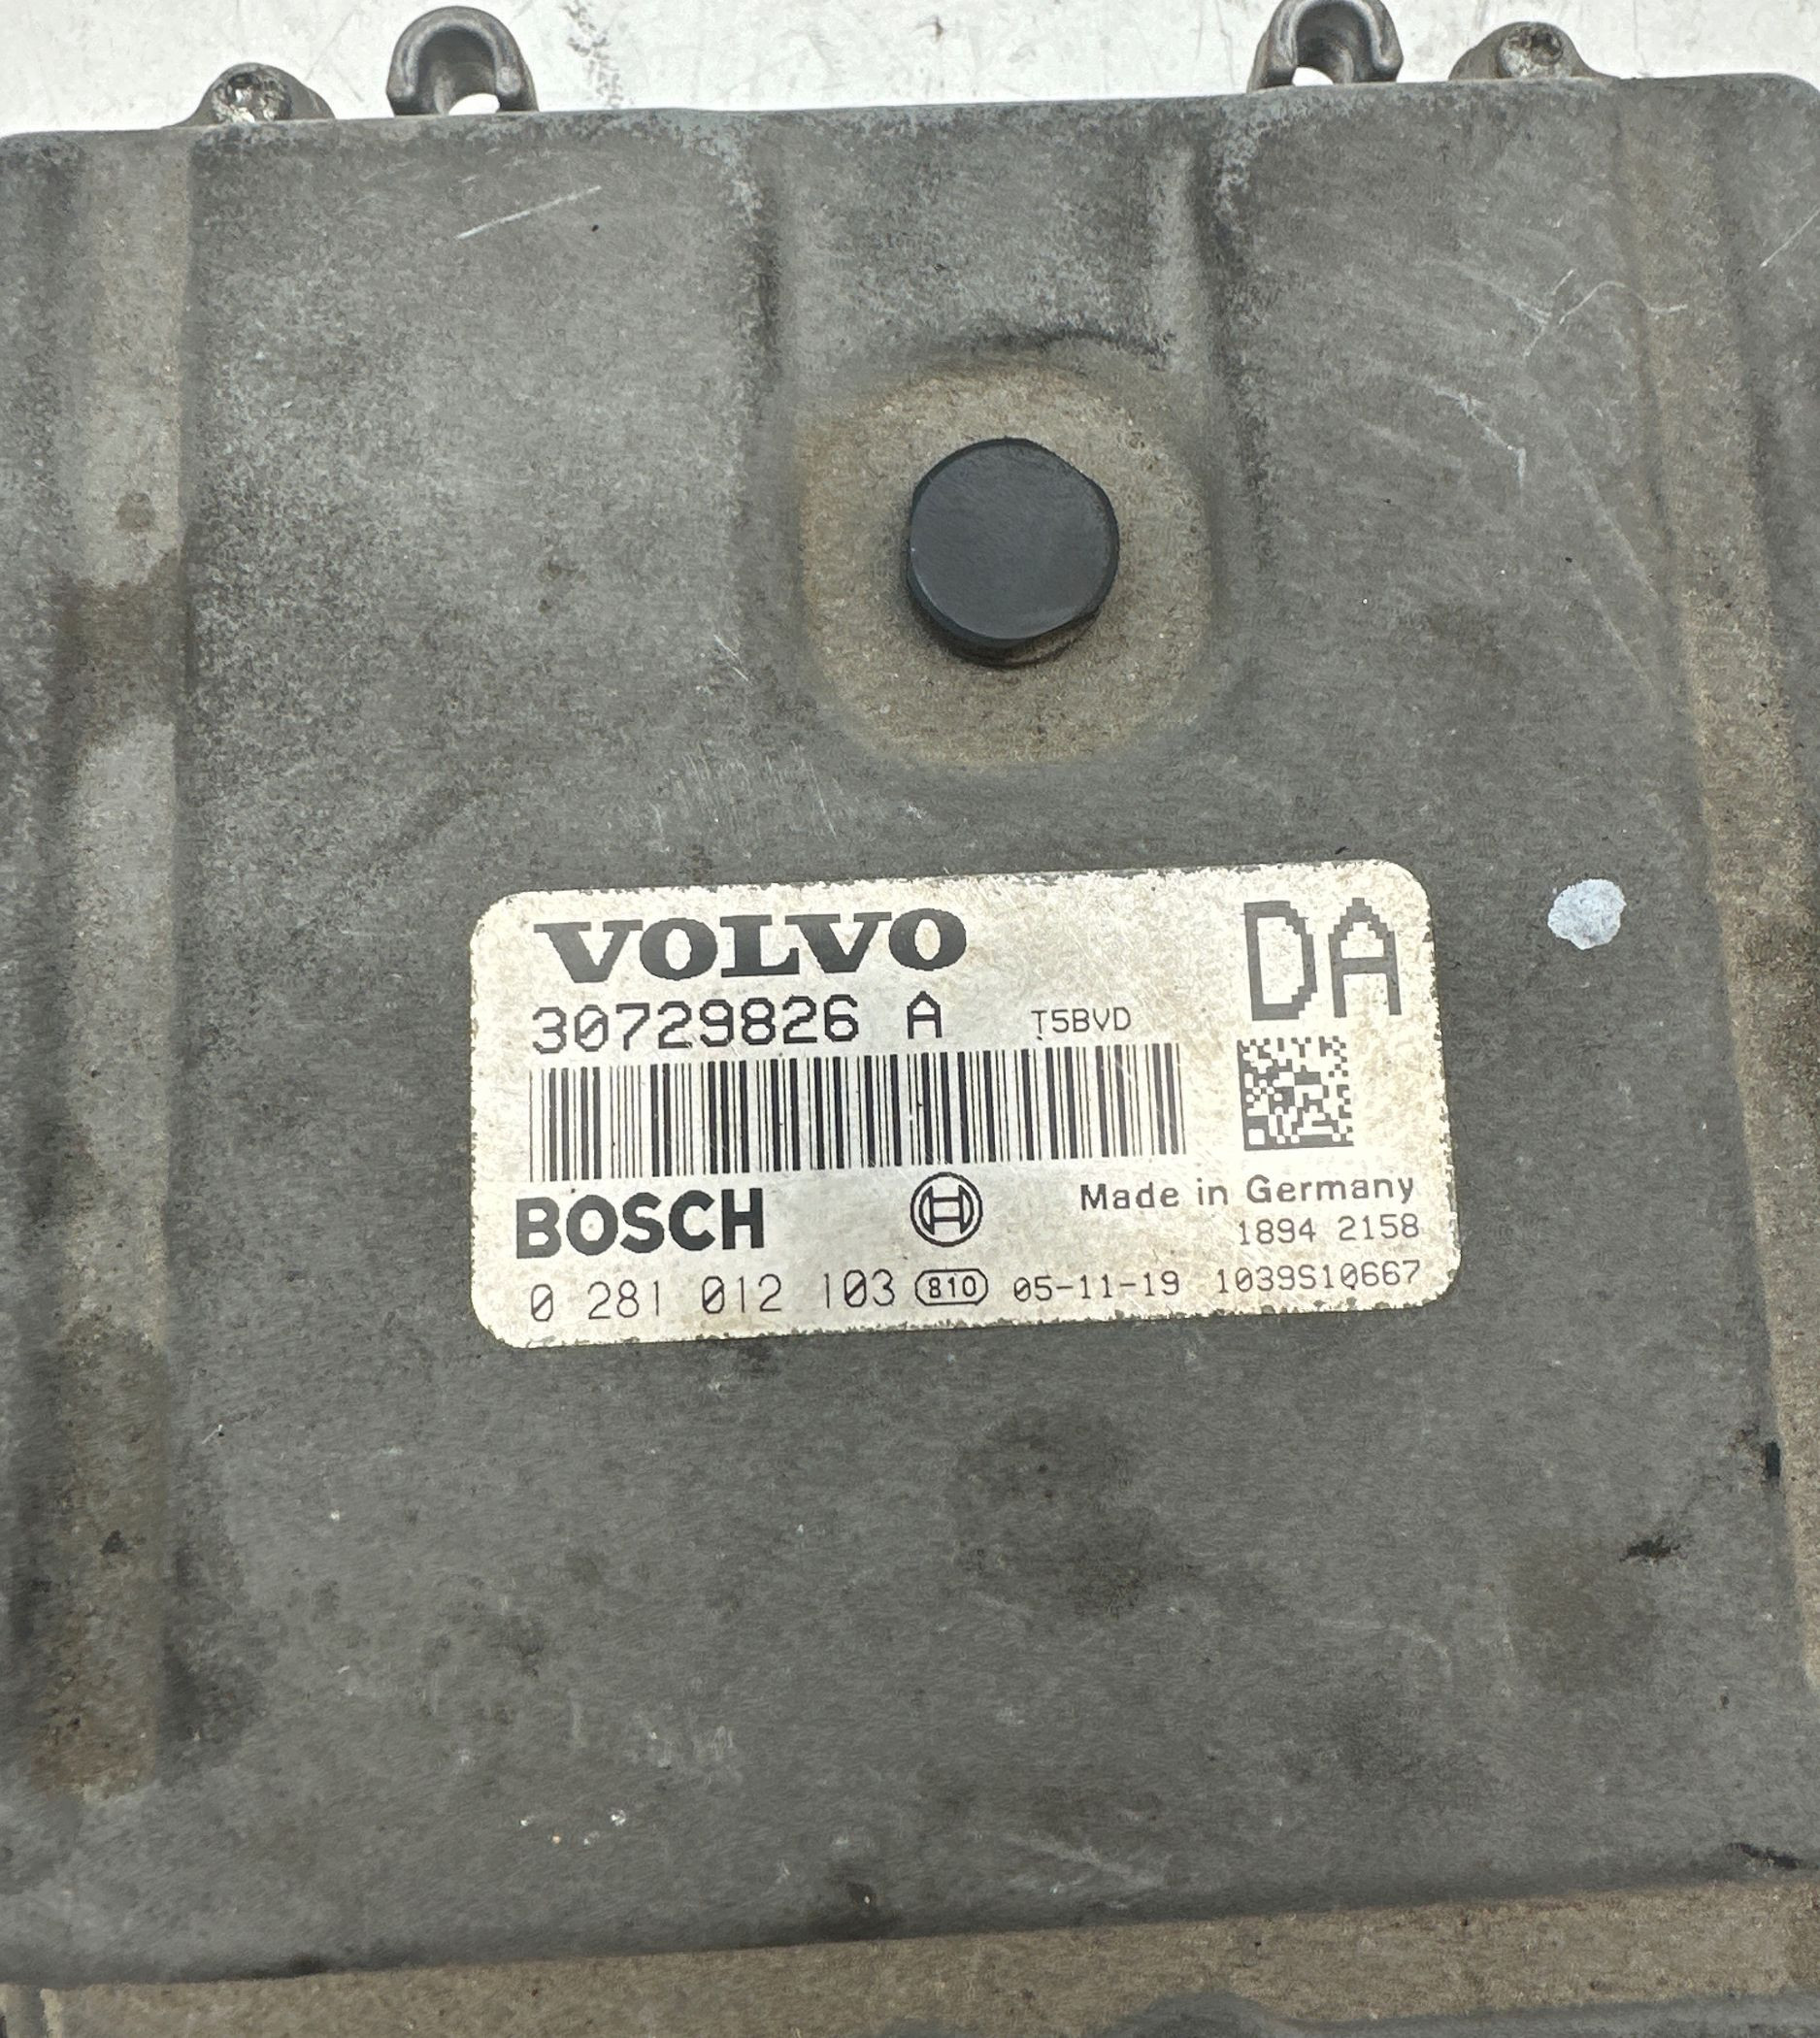 VOLVO
DA
30729826 A T5BVD
BOSCH Made in Germany
1894 2158
0 281 012 103 810 05-11-19 1039S10667